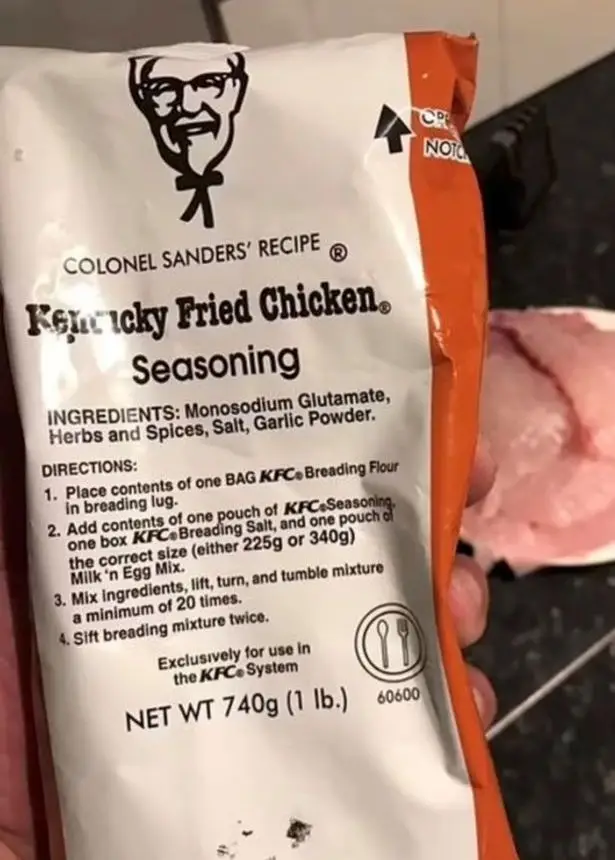 OPE
NOTC
COLONEL SANDERS' RECIPE ®
Kentucky Fried Chicken®
Seasoning
INGREDIENTS: Monosodium Glutamate,
Herbs and Spices, Salt, Garlic Powder.
DIRECTIONS:
1. Place contents of one BAG KFC® Breading Flour
in breading lug.
2. Add contents of one pouch of KFC® Seasoning,
one box KFC® Breading Salt, and one pouch of
the correct size (either 225g or 340g)
Milk 'n Egg Mix.
3. Mix ingredients, lift, turn, and tumble mixture
a minimum of 20 times.
4. Sift breading mixture twice.
Exclusively for use in
the KFC® System
NET WT 740g (1 lb.)
60600